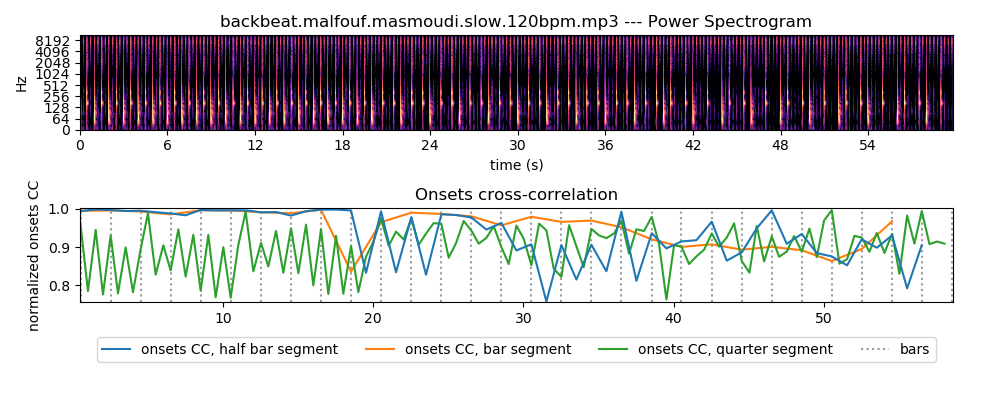 backbeat.malfouf.masmoudi.slow.120bpm.mp3 --- Power Spectrogram
8192
4096
2048
1024
512
256
128
64
0
Hz
0 6 12 18 24 30 36 42 48 54
time (s)
Onsets cross-correlation
1.0
0.9
0.8
normalized onsets CC
10 20 30 40 50
onsets CC, half bar segment onsets CC, bar segment onsets CC, quarter segment bars